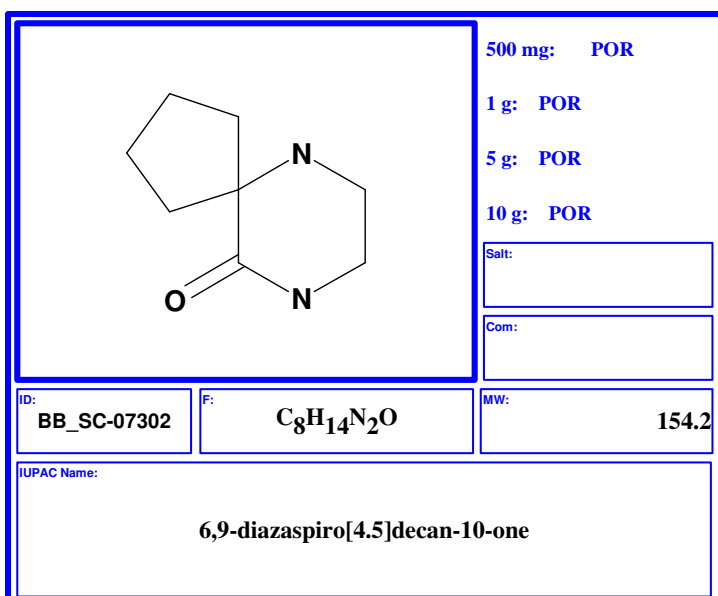 500 mg: POR
1 g: POR
5 g: POR
10 g: POR
N
O
N
Salt:
Com:
ID:
BB_SC-07302
F:
C8H14N2O
MW:
154.2
IUPAC Name:
6,9-diazaspiro[4.5]decan-10-one